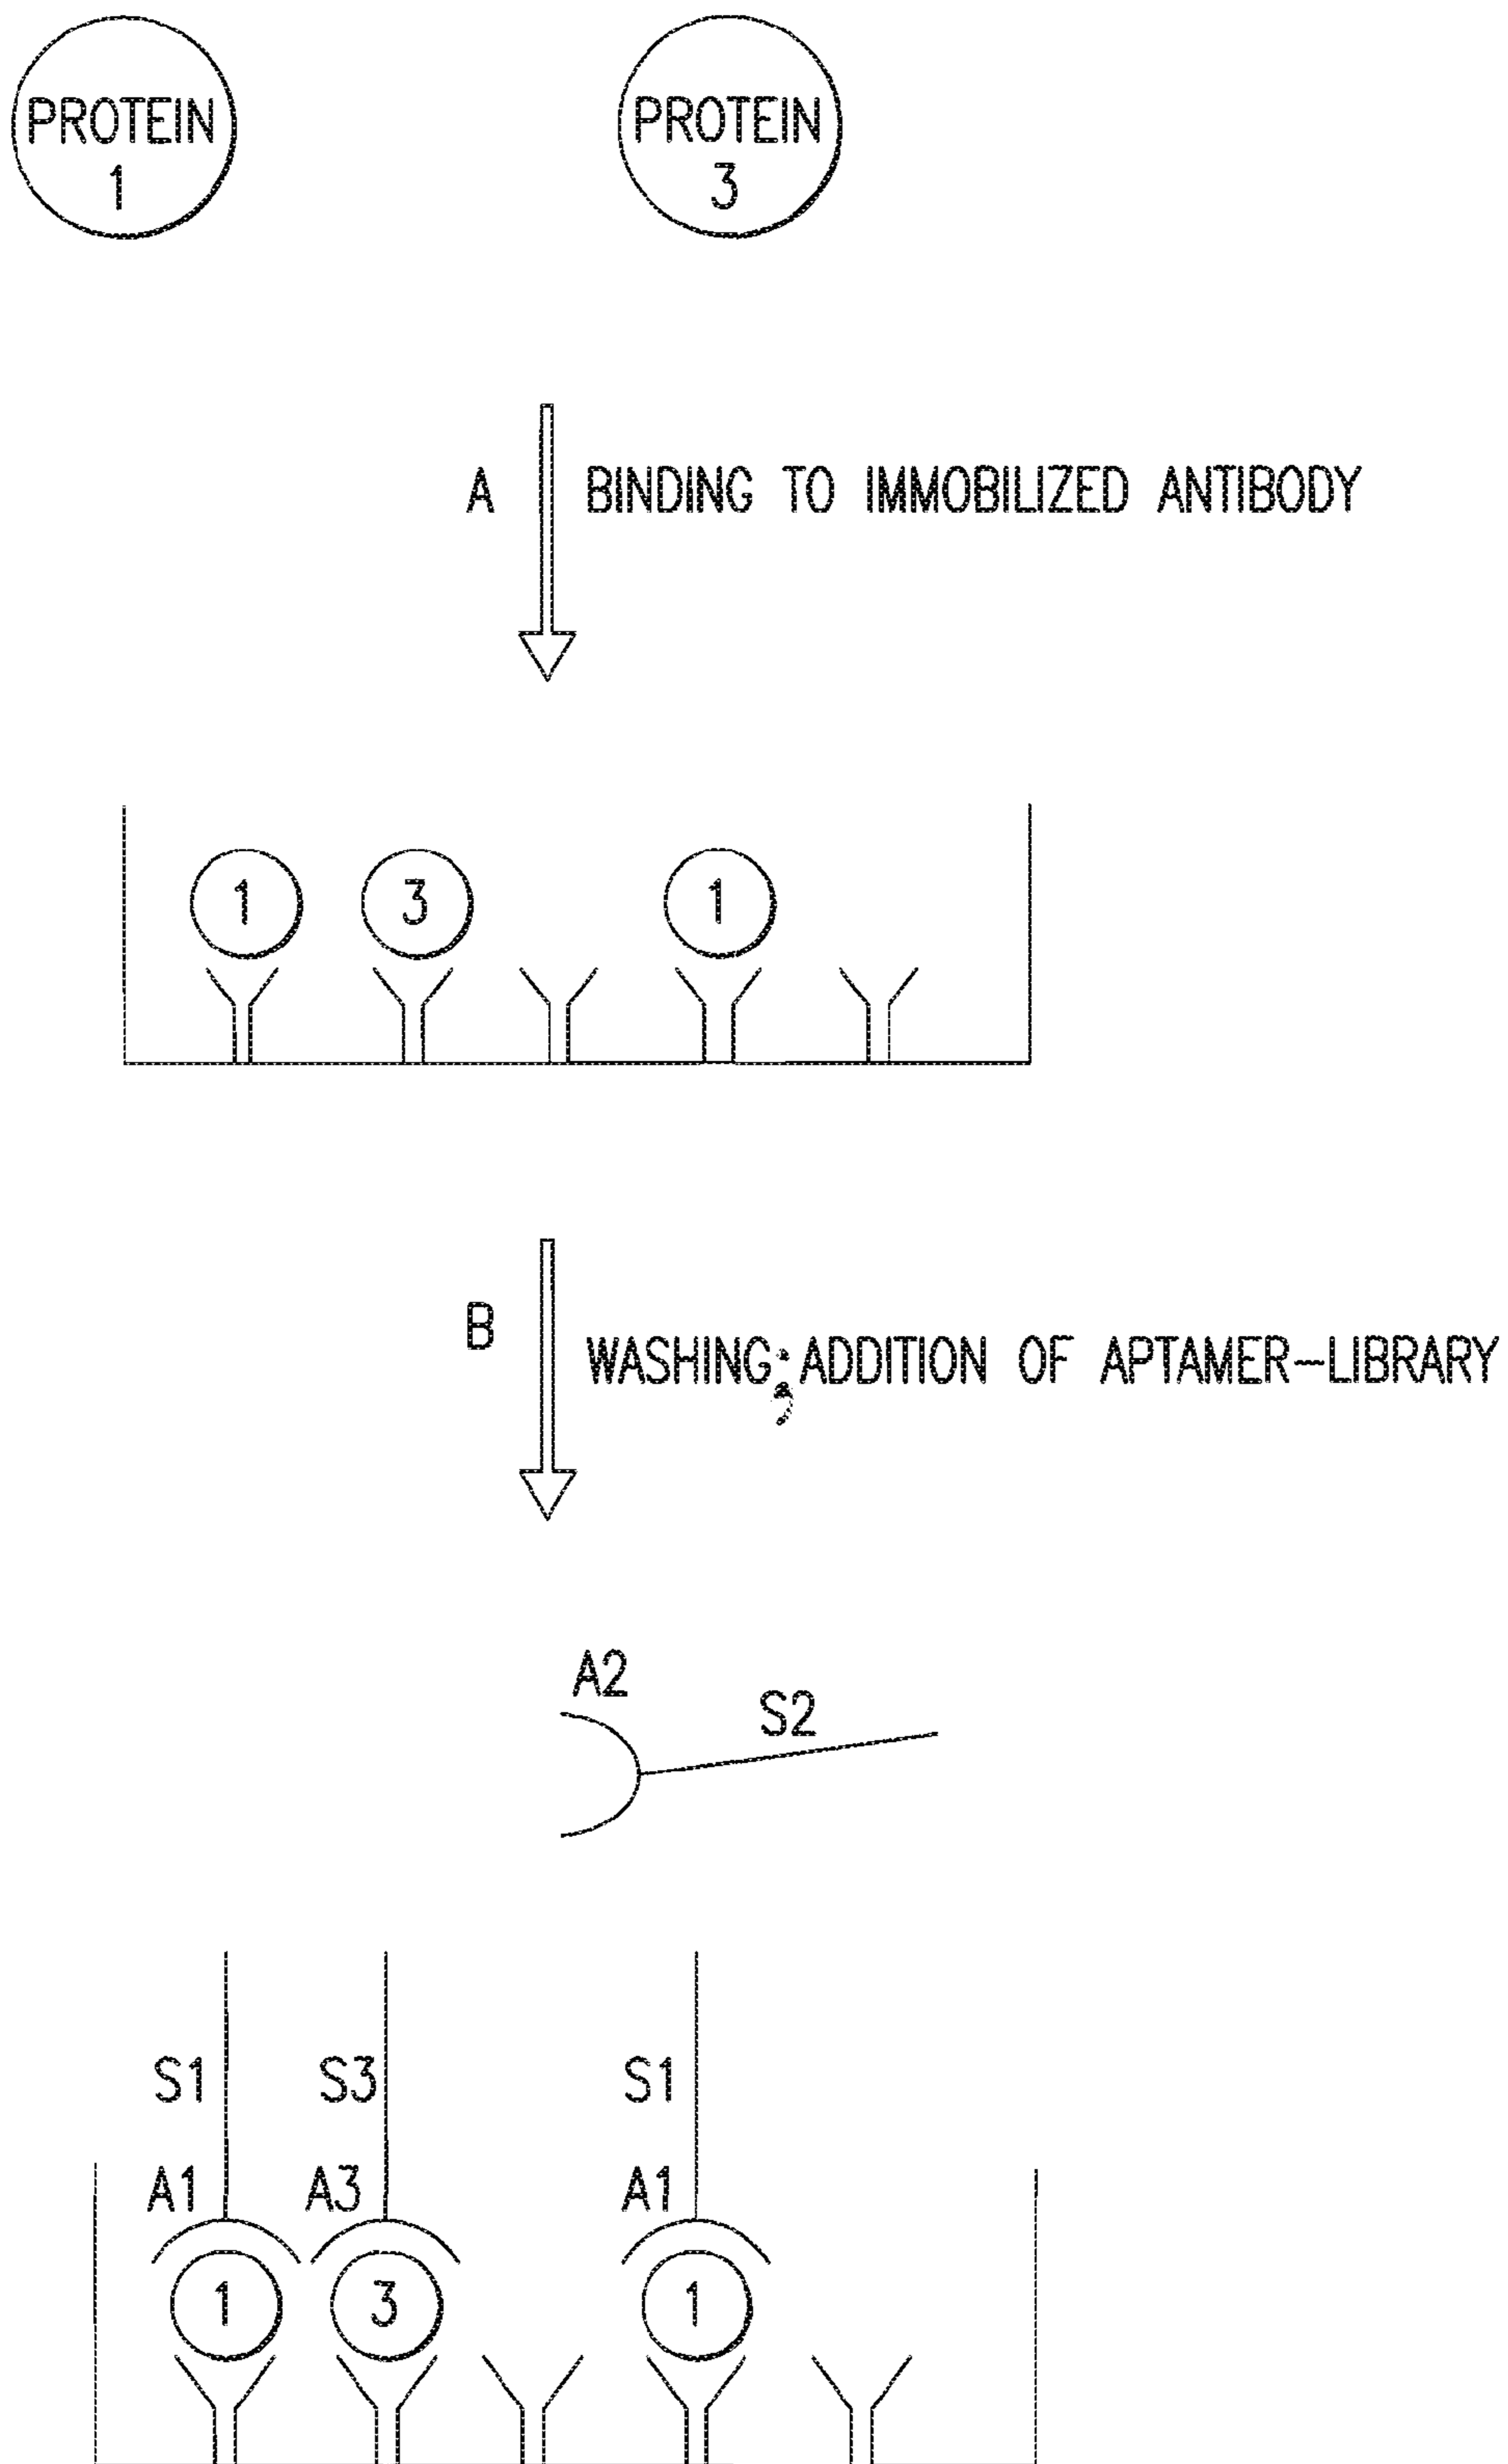 PROTEIN
1
PROTEIN
3
A
BINDING TO IMMOBILIZED ANTIBODY
1 3 1
B
WASHING; ADDITION OF APTAMER-LIBRARY
A2
S2
S1 S3 S1
A1 A3 A1
1 3 1